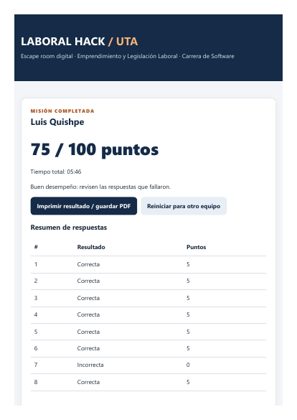 LABORAL HACK / UTA
Escape room digital · Emprendimiento y Legislación Laboral · Carrera de Software
MISIÓN COMPLETADA
Luis Quishpe
75 / 100 puntos
Tiempo total: 05:46
Buen desempeño: revisen las respuestas que fallaron.
Imprimir resultado / guardar PDF Reiniciar para otro equipo
Resumen de respuestas
# Resultado Puntos
1 Correcta 5
2 Correcta 5
3 Correcta 5
4 Correcta 5
5 Correcta 5
6 Correcta 5
7 Incorrecta 0
8 Correcta 5